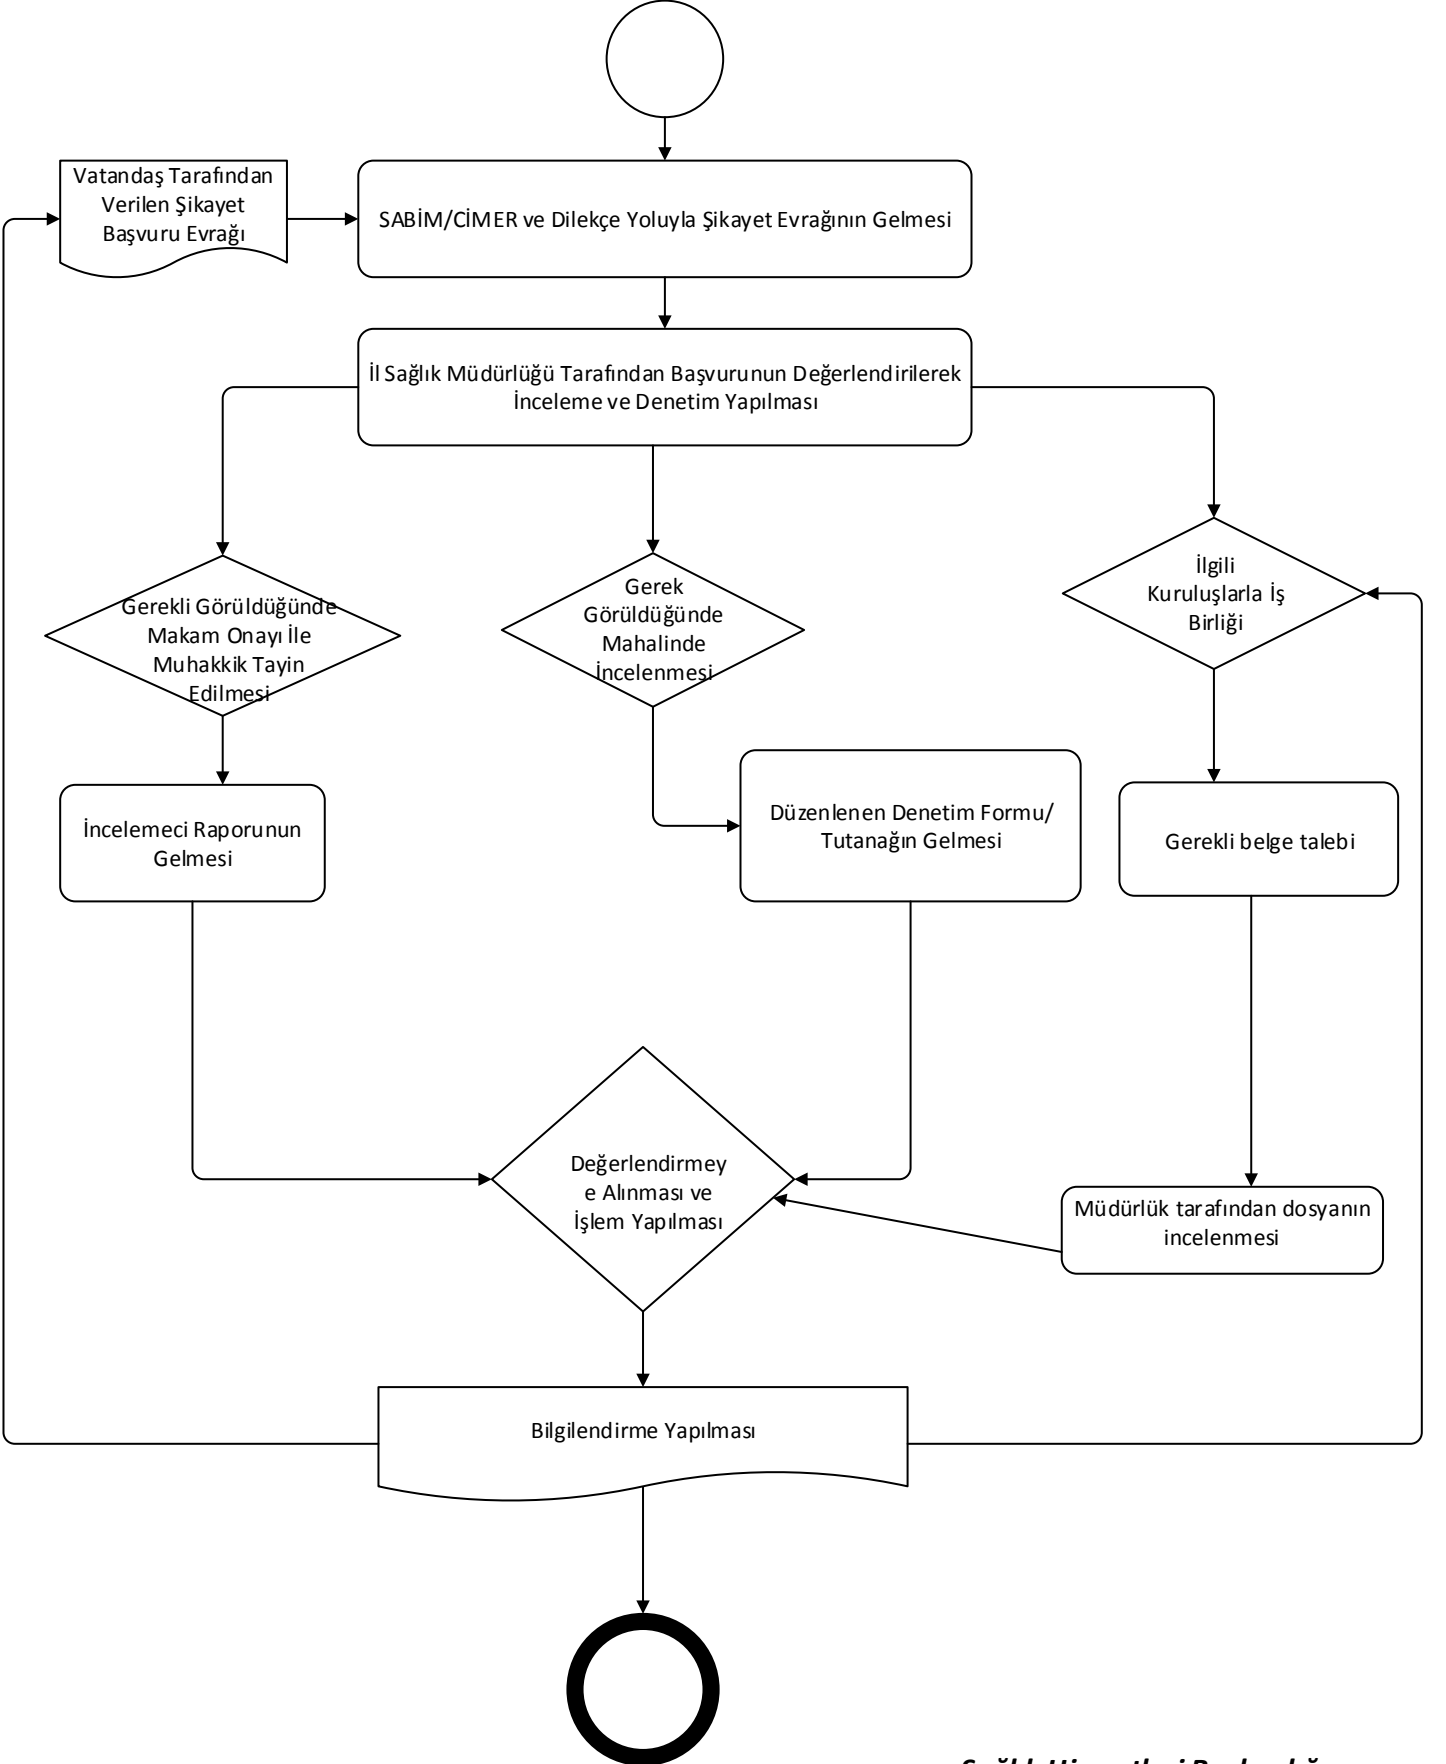 Vatandaş Tarafından
Verilen Şikayet
Başvuru Evrağı
SABİM/CİMER ve Dilekçe Yoluyla Şikayet Evrağının Gelmesi
İl Sağlık Müdürlüğü Tarafından Başvurunun Değerlendirilerek
İnceleme ve Denetim Yapılması
Gerekli Görüldüğünde
Makam Onayı İle
Muhakkik Tayin
Edilmesi
Gerek
Görüldüğünde
Mahalinde
İncelenmesi
İlgili
Kuruluşlarla İş
Birliği
İncelemeci Raporunun
Gelmesi
Düzenlenen Denetim Formu/
Tutanağın Gelmesi
Gerekli belge talebi
Değerlendirmey
e Alınması ve
İşlem Yapılması
Müdürlük tarafından dosyanın
incelenmesi
Bilgilendirme Yapılması